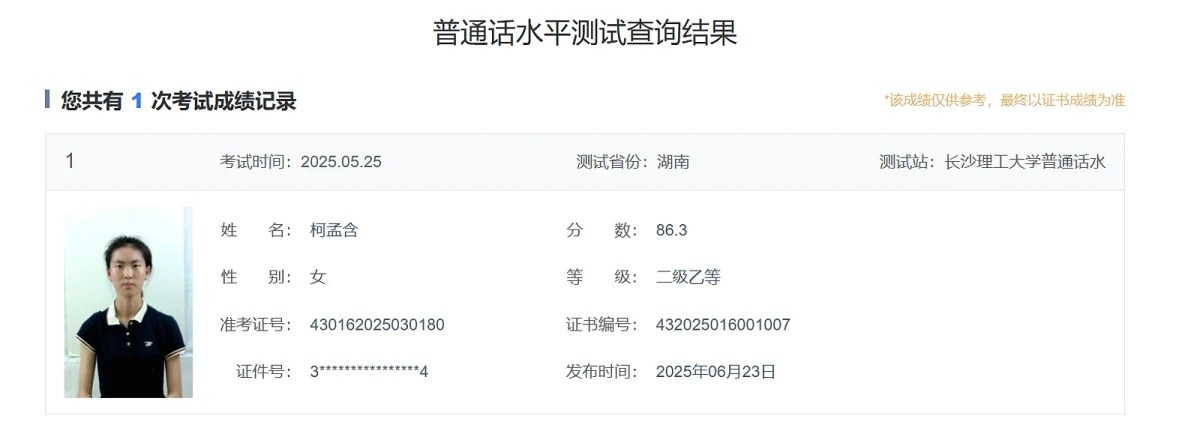 普通话水平测试查询结果
您共有 1 次考试成绩记录
*该成绩仅供参考，最终以证书成绩为准
1 考试时间：2025.05.25 测试省份：湖南 测试站：长沙理工大学普通话水
姓 名：柯孟含 分 数：86.3
性 别：女 等 级：二级乙等
准考证号：430162025030180 证书编号：432025016001007
证件号：3****************4 发布时间：2025年06月23日